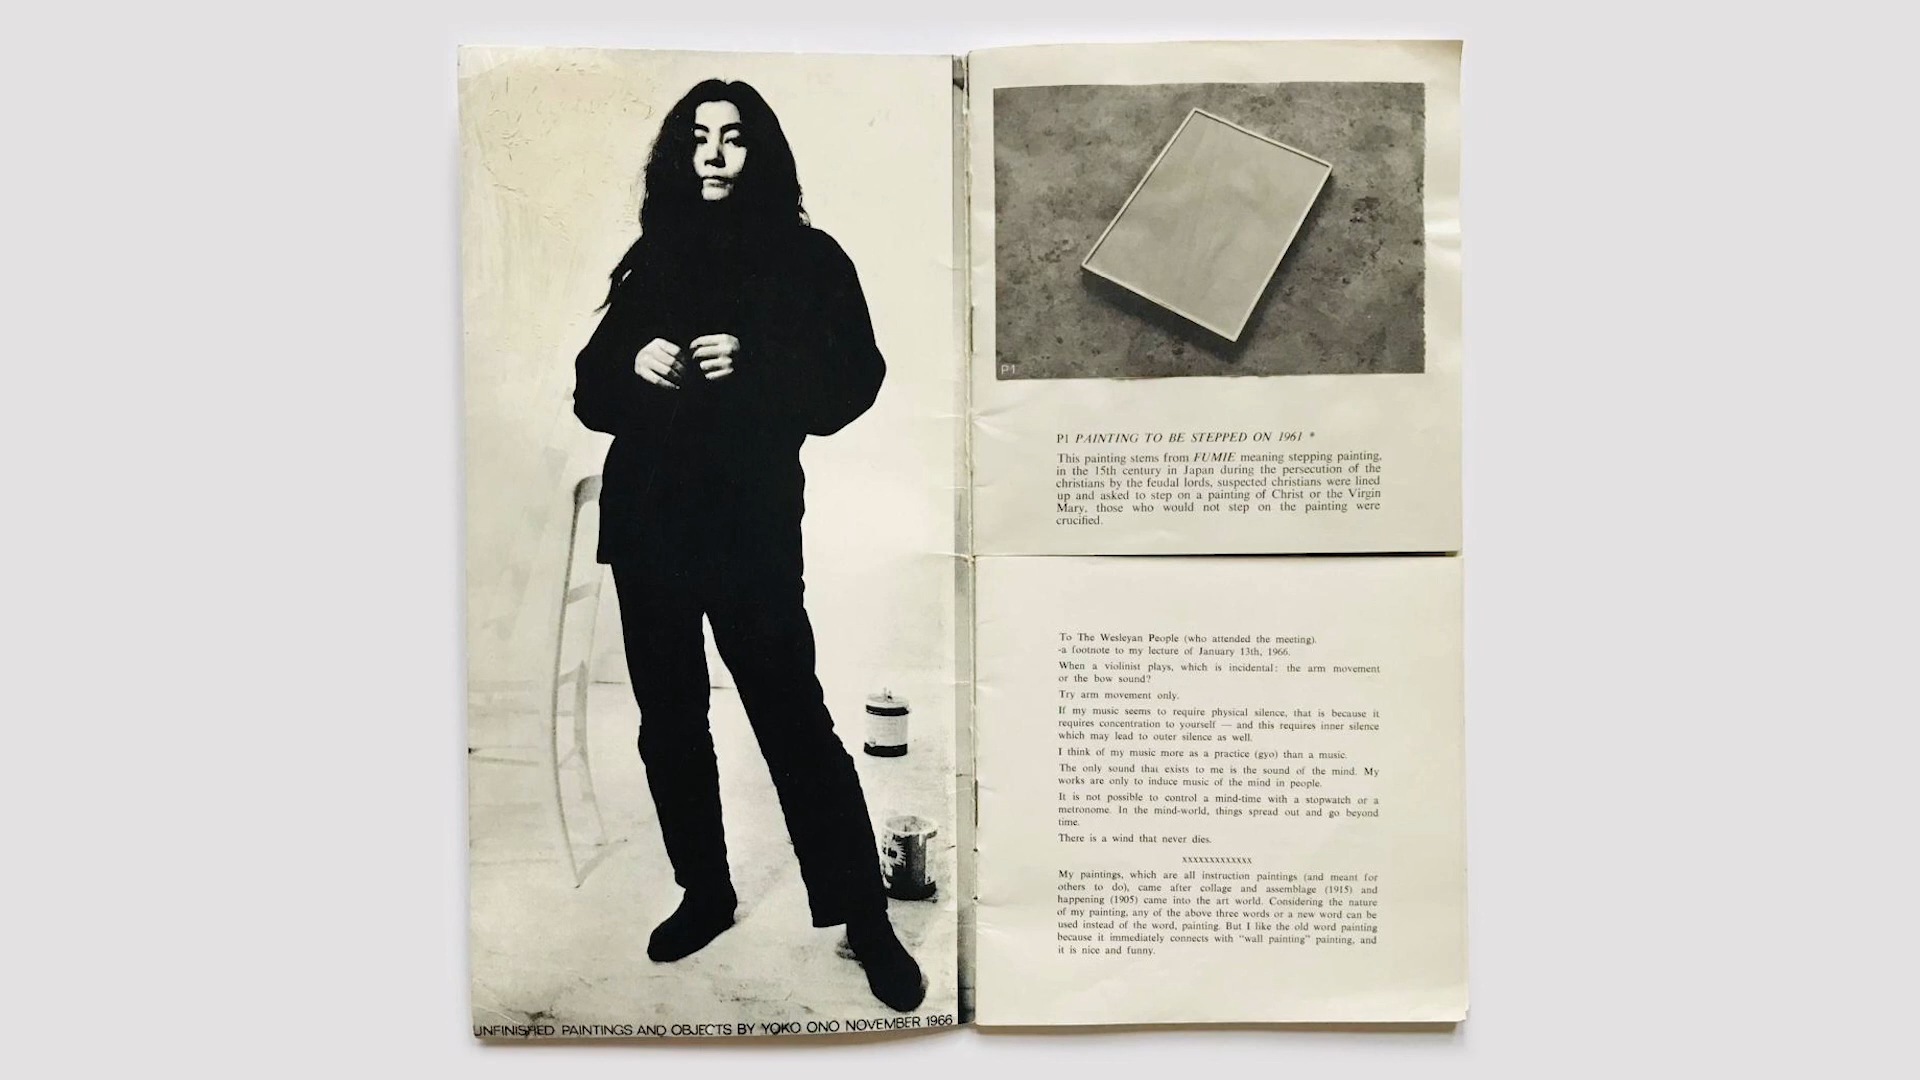 UNFINISHED PAINTINGS AND OBJECTS BY YOKO ONO NOVEMBER 1966
P1
P1 PAINTING TO BE STEPPED ON 1961 *
This painting stems from FUMIE meaning stepping painting,
in the 15th century in Japan during the persecution of the
christians by the feudal lords, suspected christians were lined
up and asked to step on a painting of Christ or the Virgin
Mary, those who would not step on the painting were
crucified.
To The Wesleyan People (who attended the meeting).
-a footnote to my lecture of January 13th, 1966.
When a violinist plays, which is incidental: the arm movement
or the bow sound?
Try arm movement only.
If my music seems to require physical silence, that is because it
requires concentration to yourself — and this requires inner silence
which may lead to outer silence as well.
I think of my music more as a practice (gyo) than a music.
The only sound that exists to me is the sound of the mind. My
works are only to induce music of the mind in people.
It is not possible to control a mind-time with a stopwatch or a
metronome. In the mind-world, things spread out and go beyond
time.
There is a wind that never dies.
xxxxxxxxxxxxx
My paintings, which are all instruction paintings (and meant for
others to do), came after collage and assemblage (1915) and
happening (1905) came into the art world. Considering the nature
of my painting, any of the above three words or a new word can be
used instead of the word, painting. But I like the old word painting
because it immediately connects with "wall painting" painting, and
it is nice and funny.